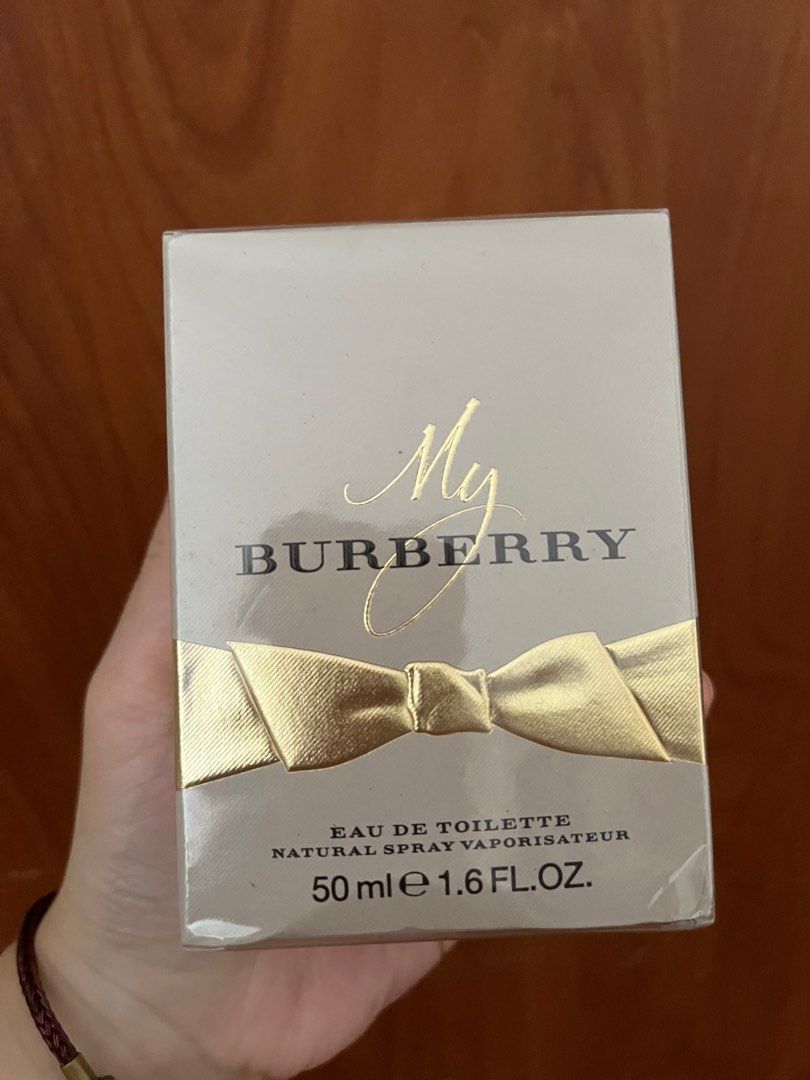 My
BURBERRY
EAU DE TOILETTE
NATURAL SPRAY VAPORISATEUR
50 ml e 1.6 FL.OZ.